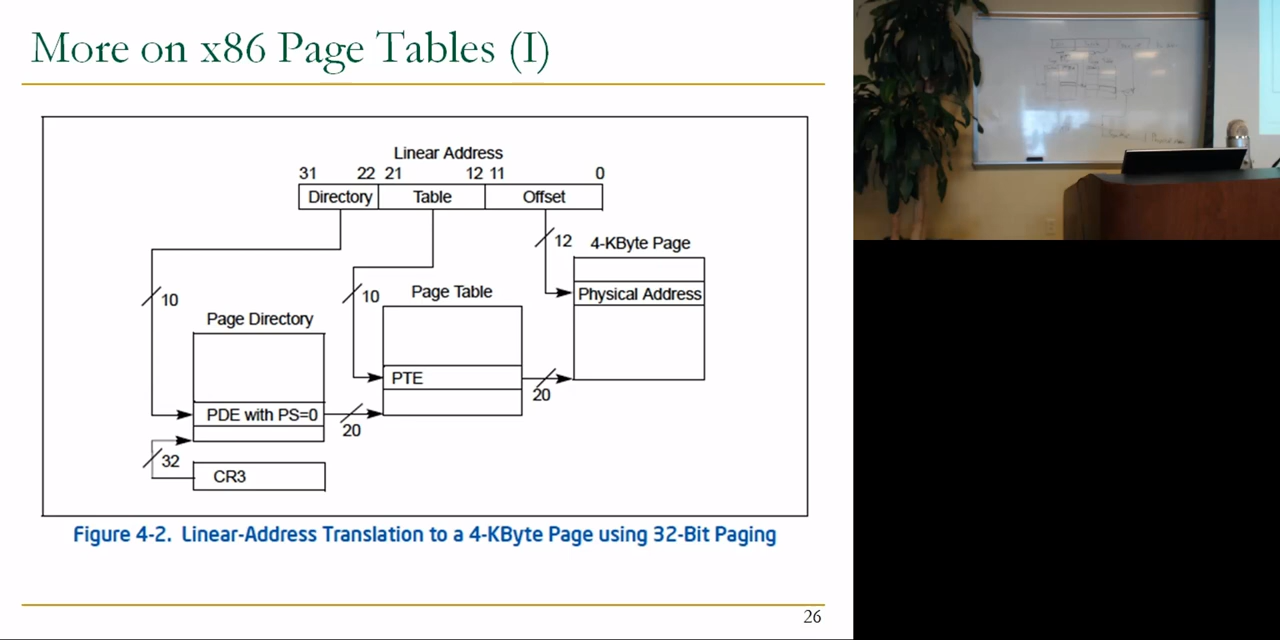 More on x86 Page Tables (I)
Linear Address
31 22 21 12 11 0
Directory Table Offset
12
4-KByte Page
Physical Address
10
10
Page Table
Page Directory
PTE
20
PDE with PS=0
20
32
CR3
Figure 4-2. Linear-Address Translation to a 4-KByte Page using 32-Bit Paging
26